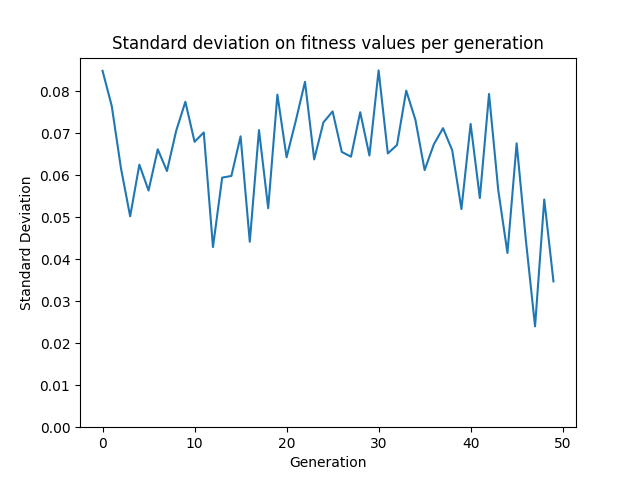 Standard deviation on fitness values per generation
0.08
0.07
0.06
0.05
0.04
0.03
0.02
0.01
0.00
Standard Deviation
0 10 20 30 40 50
Generation